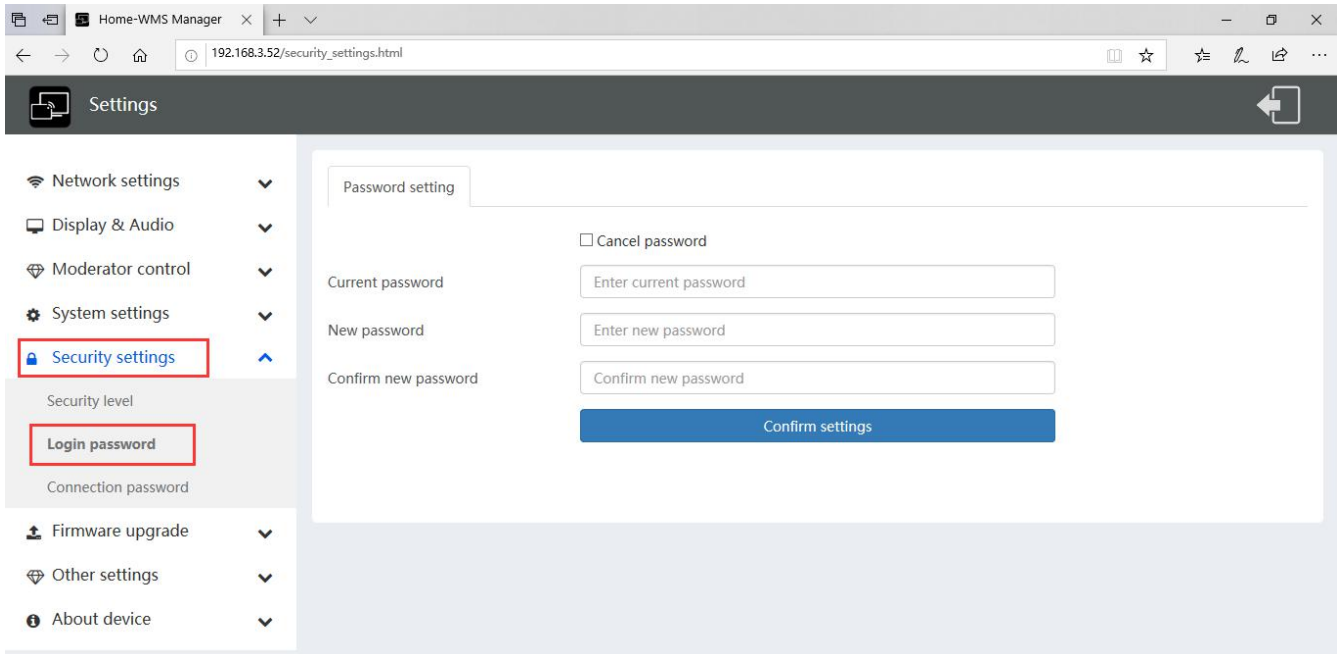 Home-WMS Manager
192.168.3.52/security_settings.html
Settings
Network settings
Display & Audio
Moderator control
System settings
Security settings
Security level
Login password
Connection password
Firmware upgrade
Other settings
About device
Password setting
Cancel password
Current password Enter current password
New password Enter new password
Confirm new password Confirm new password
Confirm settings